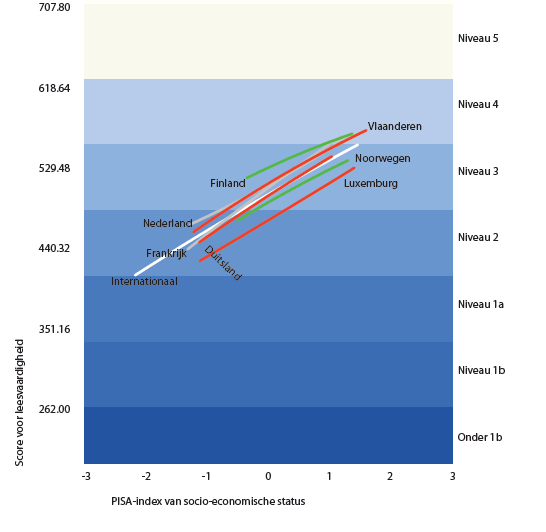 707.80
Niveau 5
618.64
Niveau 4
Vlaanderen
529.48
Noorwegen
Niveau 3
Finland
Luxemburg
Nederland
Niveau 2
440.32
Frankrijk
Duitsland
Internationaal
Niveau 1a
351.16
Niveau 1b
262.00
Onder 1b
Score voor leesvaardigheid
-3 -2 -1 0 1 2 3
PISA-index van socio-economische status